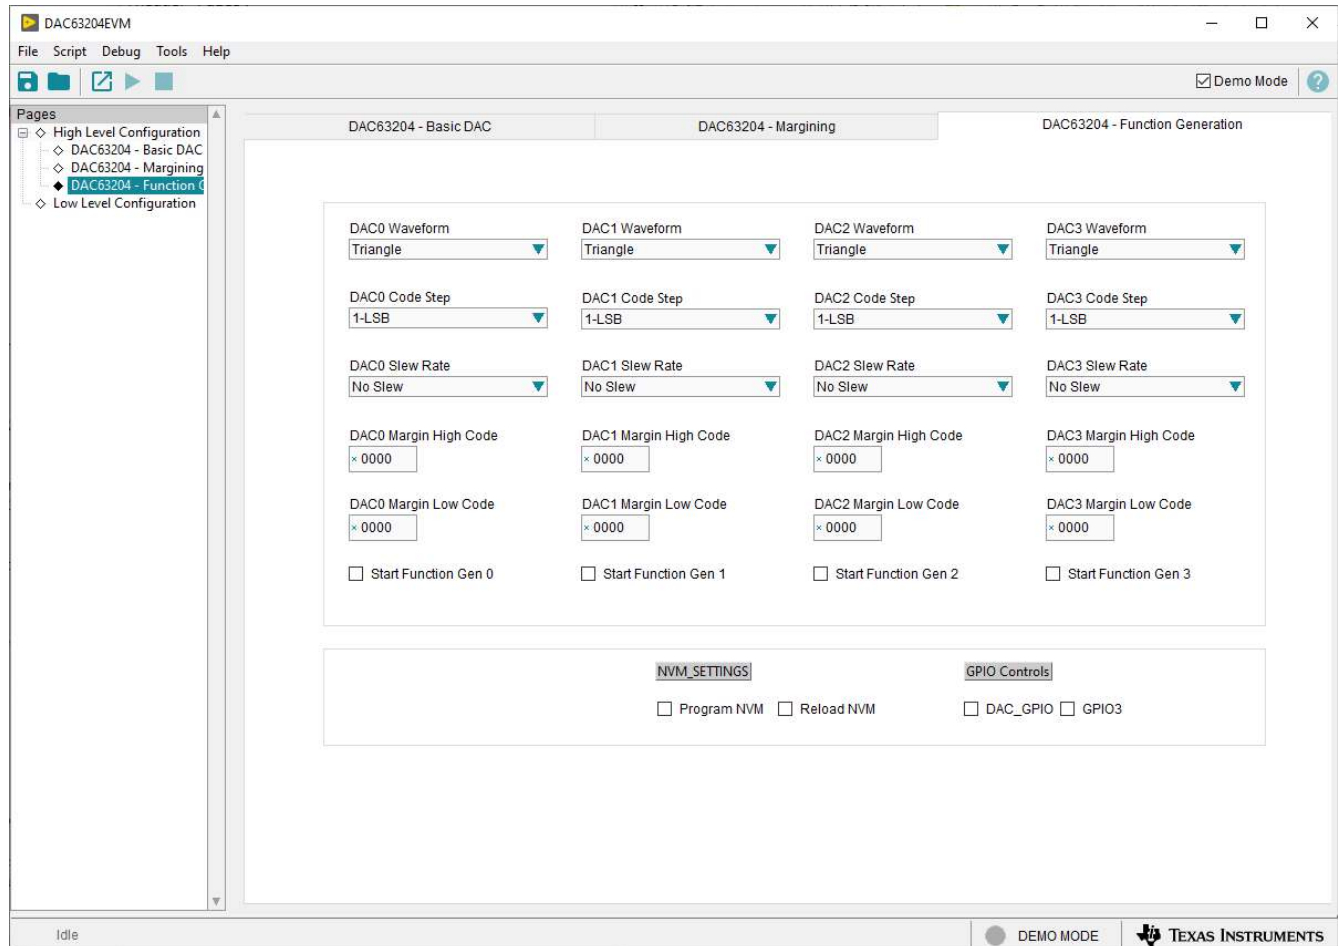 DAC63204EVM
File Script Debug Tools Help
Demo Mode
Pages
High Level Configuration
DAC63204 - Basic DAC
DAC63204 - Margining
DAC63204 - Function
Low Level Configuration
DAC63204 - Basic DAC DAC63204 - Margining DAC63204 - Function Generation
DAC0 Waveform DAC1 Waveform DAC2 Waveform DAC3 Waveform
Triangle Triangle Triangle Triangle
DAC0 Code Step DAC1 Code Step DAC2 Code Step DAC3 Code Step
1-LSB 1-LSB 1-LSB 1-LSB
DAC0 Slew Rate DAC1 Slew Rate DAC2 Slew Rate DAC3 Slew Rate
No Slew No Slew No Slew No Slew
DAC0 Margin High Code DAC1 Margin High Code DAC2 Margin High Code DAC3 Margin High Code
x 0000 x 0000 x 0000 x 0000
DAC0 Margin Low Code DAC1 Margin Low Code DAC2 Margin Low Code DAC3 Margin Low Code
x 0000 x 0000 x 0000 x 0000
Start Function Gen 0 Start Function Gen 1 Start Function Gen 2 Start Function Gen 3
NVM_SETTINGS GPIO Controls
Program NVM Reload NVM DAC_GPIO GPIO3
Idle DEMO MODE TEXAS INSTRUMENTS